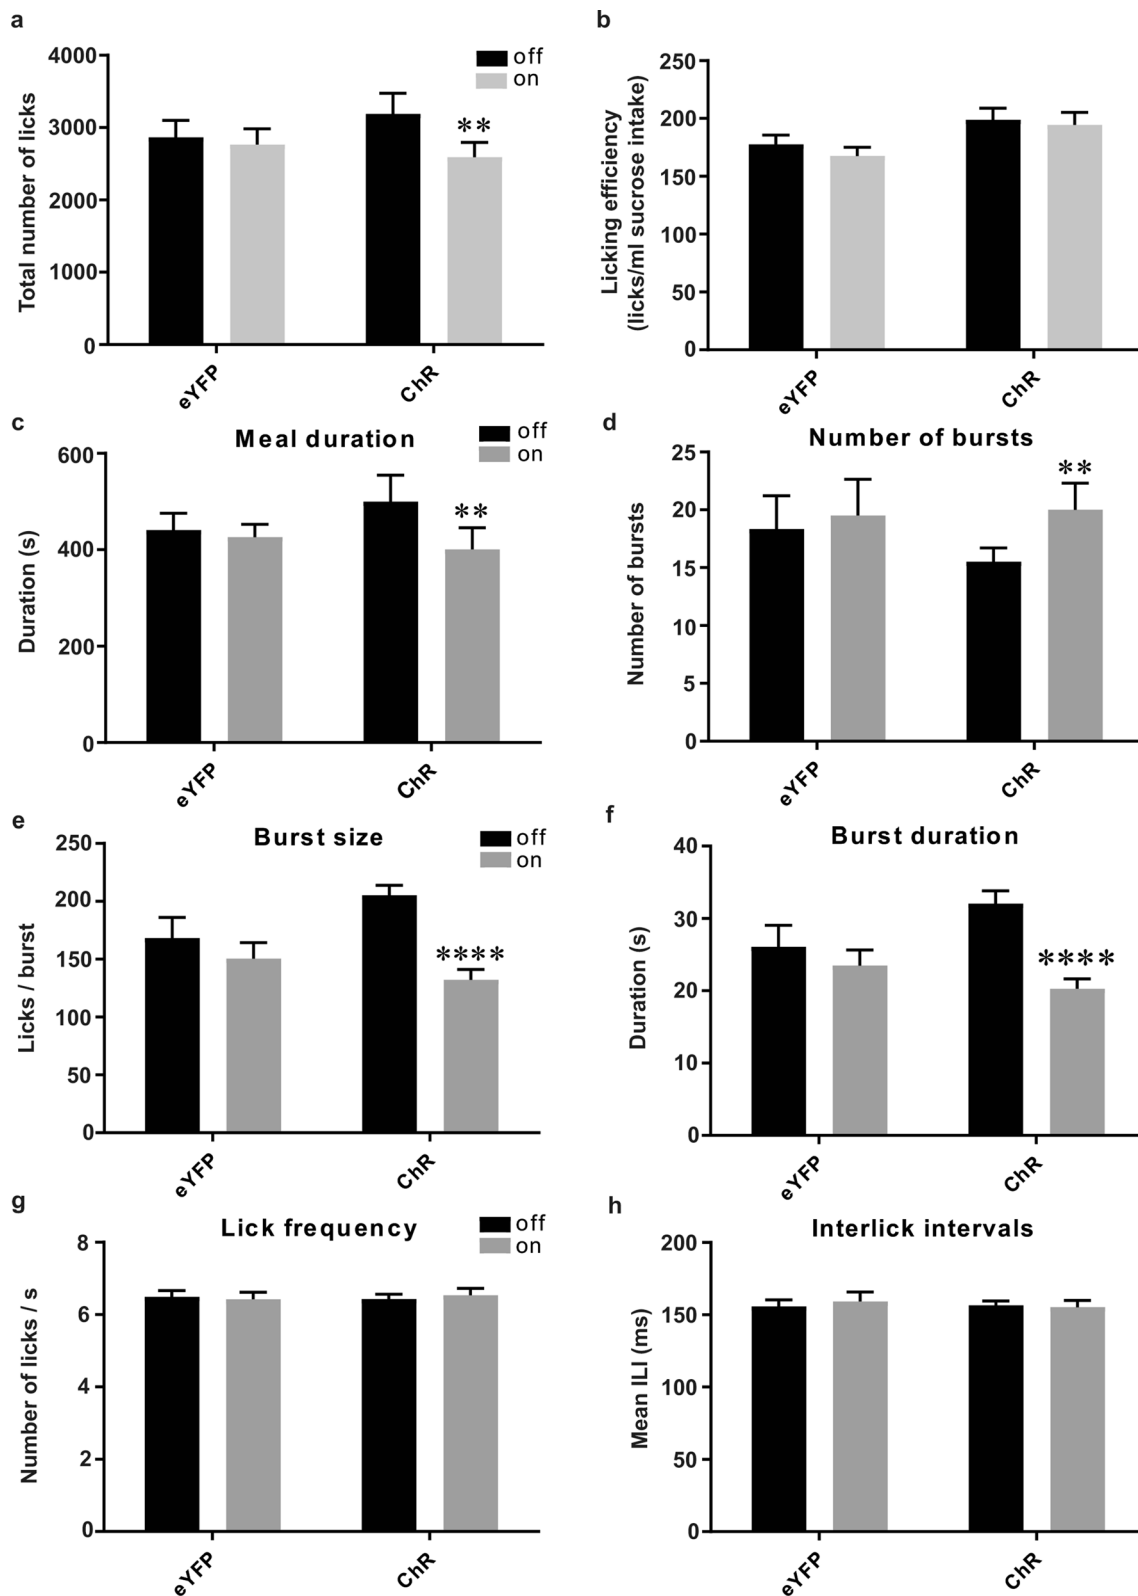 a
Total number of licks
4000
3000
2000
1000
0
off
on
**
eYFP
ChR
b
Licking efficiency
(licks/ml sucrose intake)
250
200
150
100
50
0
eYFP
ChR
c
Meal duration
off
on
Duration (s)
600
400
200
0
**
eYFP
ChR
d
Number of bursts
Number of bursts
25
20
15
10
5
0
**
eYFP
ChR
e
Burst size
off
on
Licks / burst
250
200
150
100
50
0
****
eYFP
ChR
f
Burst duration
Duration (s)
40
30
20
10
0
****
eYFP
ChR
g
Lick frequency
off
on
Number of licks / s
8
6
4
2
0
eYFP
ChR
h
Interlick intervals
Mean ILI (ms)
200
150
100
50
0
eYFP
ChR